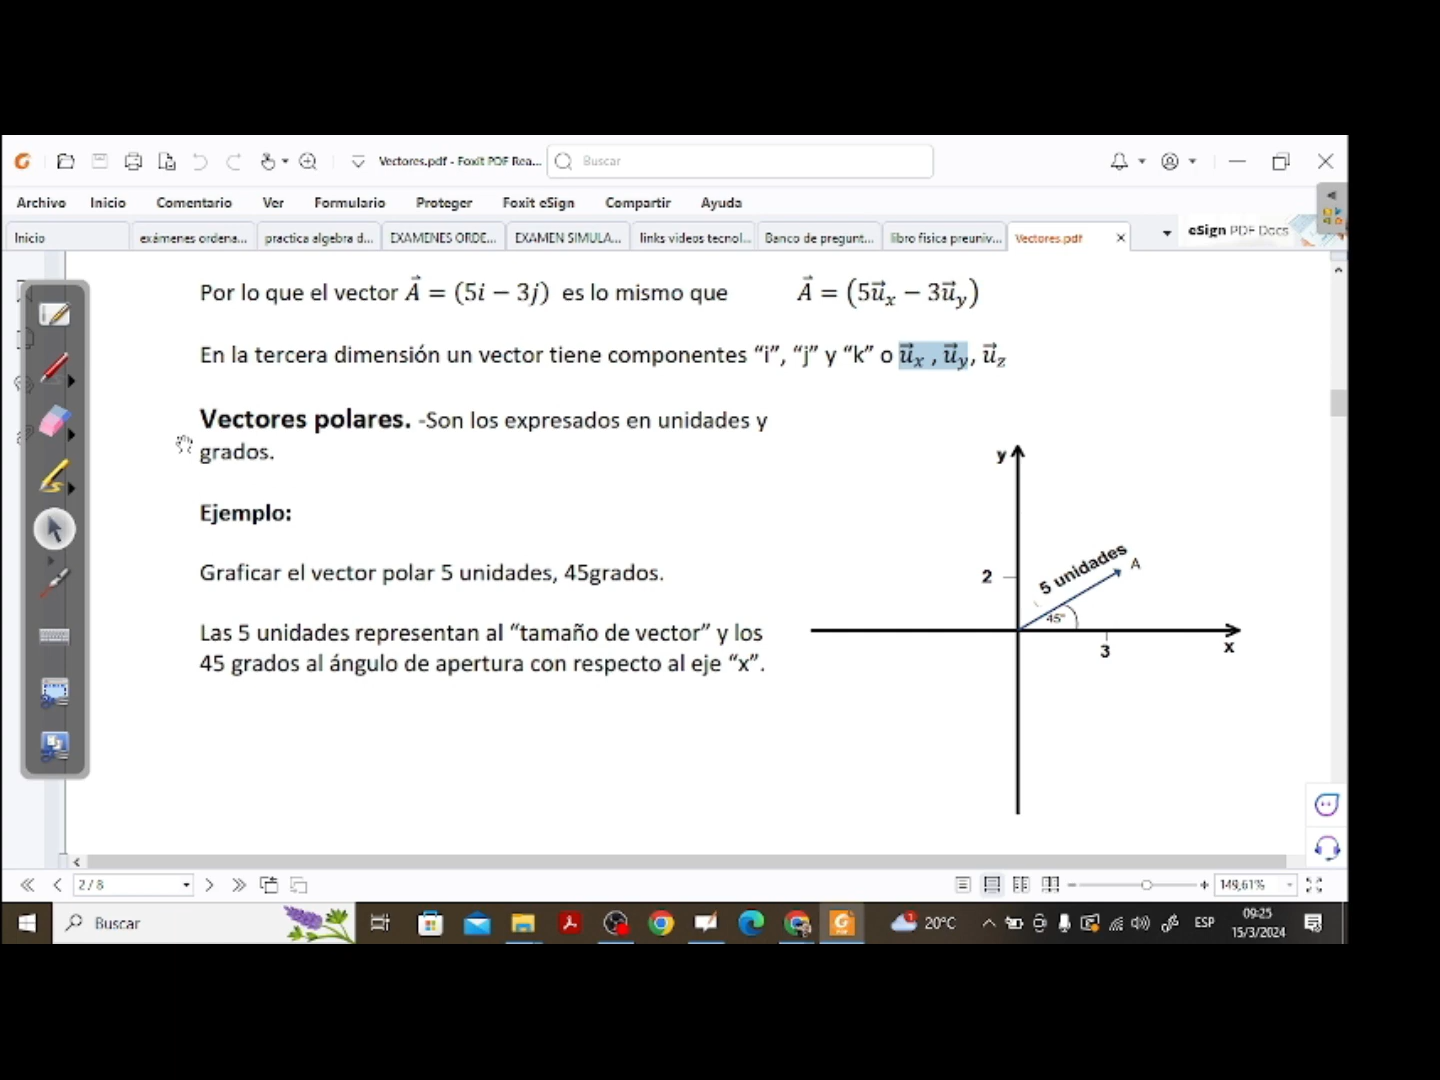 Vectores.pdf - Foxit PDF Rea...
Buscar
Archivo Inicio Comentario Ver Formulario Proteger Foxit eSign Compartir Ayuda
Inicio
exámenes ordena...
practica algebra d...
EXAMENES ORDE...
EXAMEN SIMULA...
links videos tecnol...
Banco de pregunt...
libro fisica preuniv...
Vectores.pdf
eSign PDF Docs
Por lo que el vector A⃗ = (5i − 3j) es lo mismo que A⃗ = (5u⃗ₓ − 3u⃗ᵧ)
En la tercera dimensión un vector tiene componentes “i”, “j” y “k” o u⃗ₓ , u⃗ᵧ, u⃗z
Vectores polares. -Son los expresados en unidades y
grados.
Ejemplo:
Graficar el vector polar 5 unidades, 45grados.
Las 5 unidades representan al “tamaño de vector” y los
45 grados al ángulo de apertura con respecto al eje “x”.
y
5 unidades
A
2
45°
3
x
2 / 8
149,61%
Buscar
20°C
ESP
09:25
15/3/2024